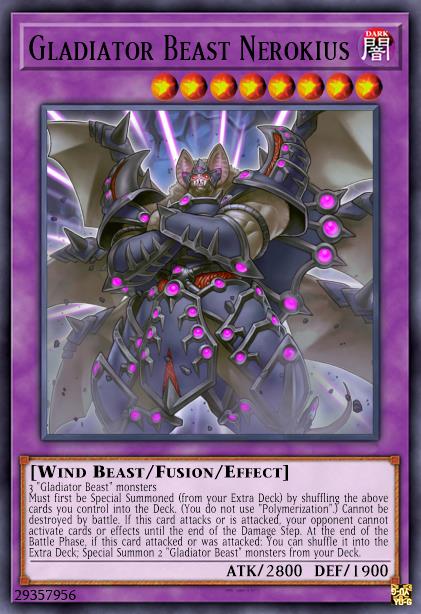 Gladiator Beast Nerokius
DARK
闇
[Wind Beast/Fusion/Effect]
3 "Gladiator Beast" monsters
Must first be Special Summoned (from your Extra Deck) by shuffling the above
cards you control into the Deck. (You do not use "Polymerization".) Cannot be
destroyed by battle. If this card attacks or is attacked, your opponent cannot
activate cards or effects until the end of the Damage Step. At the end of the
Battle Phase, if this card attacked or was attacked: You can shuffle it into the
Extra Deck; Special Summon 2 "Gladiator Beast" monsters from your Deck.
ATK/2800 DEF/1900
29357956